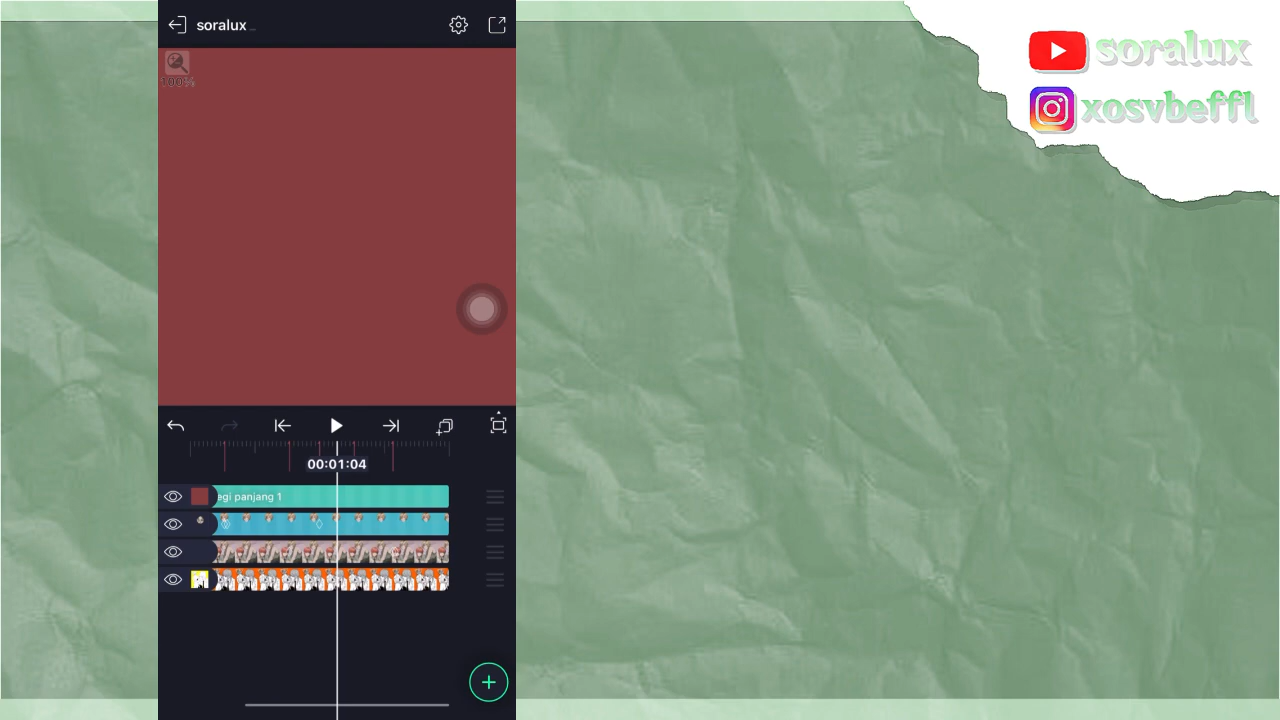 soralux
100%
00:01:04
egi panjang 1
soralux
xosvbeffl